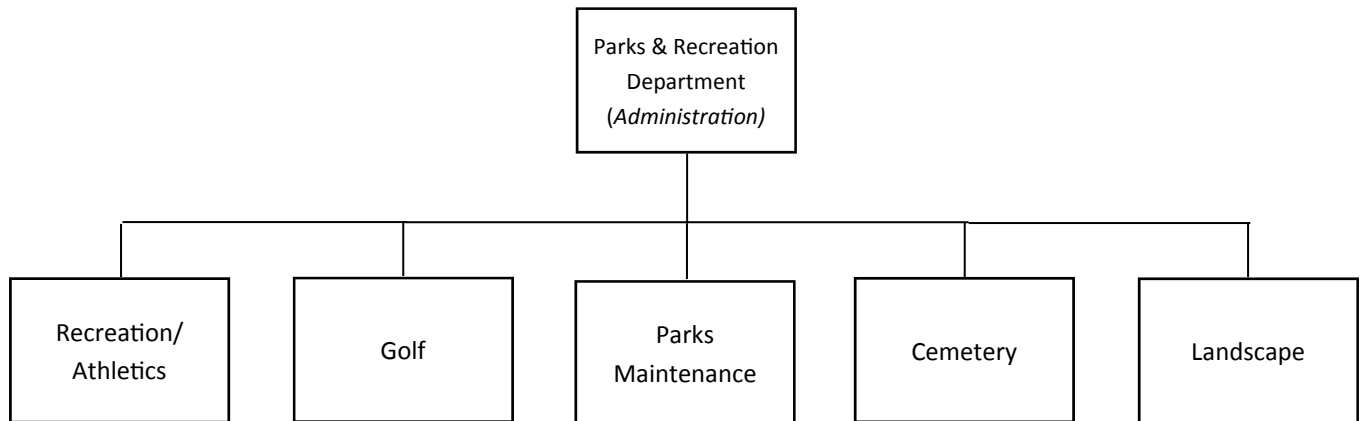 Parks & Recreation
Department
(Administration)
Recreation/
Athletics
Golf
Parks
Maintenance
Cemetery
Landscape